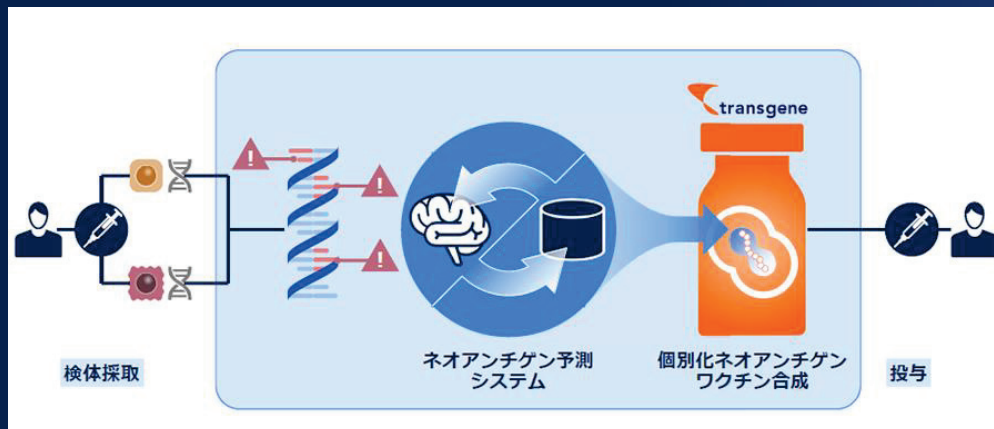 transgene
!
!
!
検体採取
ネオアンチゲン予測
システム
個別化ネオアンチゲン
ワクチン合成
投与